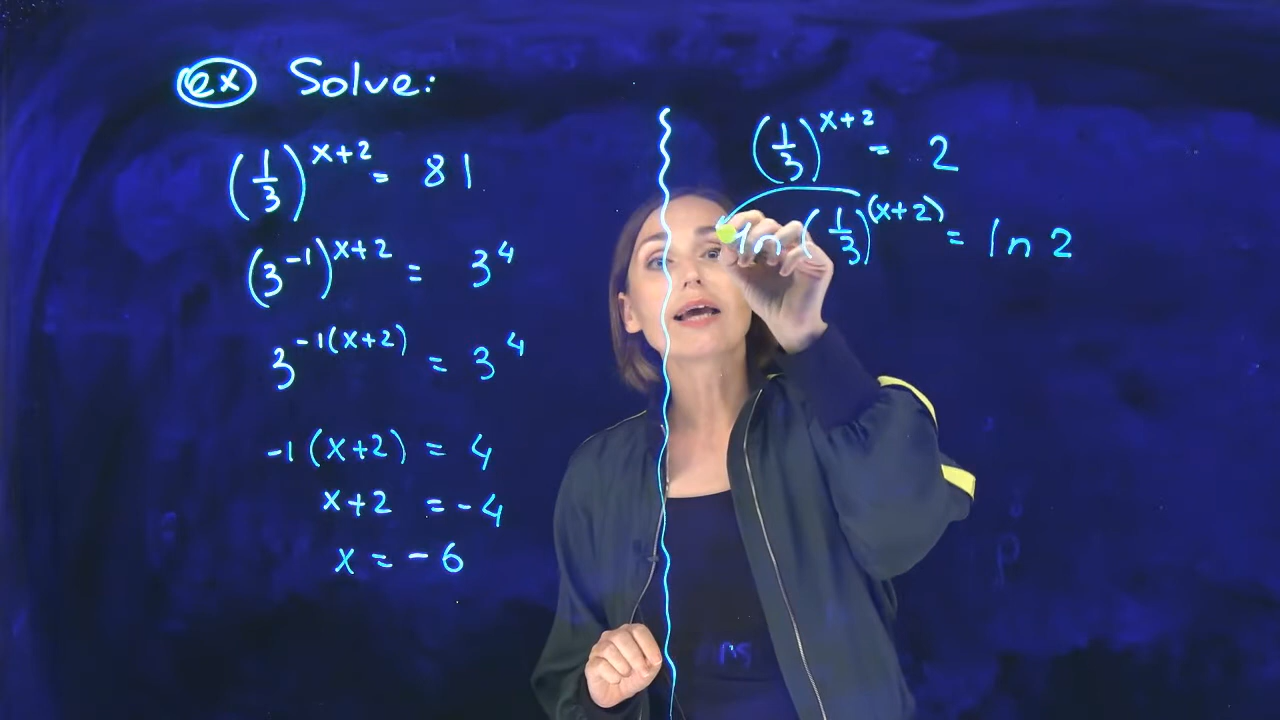 ex Solve:
(1/3)^(x+2) = 81
(3^-1)^(x+2) = 3^4
3^(-1(x+2)) = 3^4
-1(x+2) = 4
x+2 = -4
x = -6
(1/3)^(x+2) = 2
ln(1/3)^(x+2) = ln 2